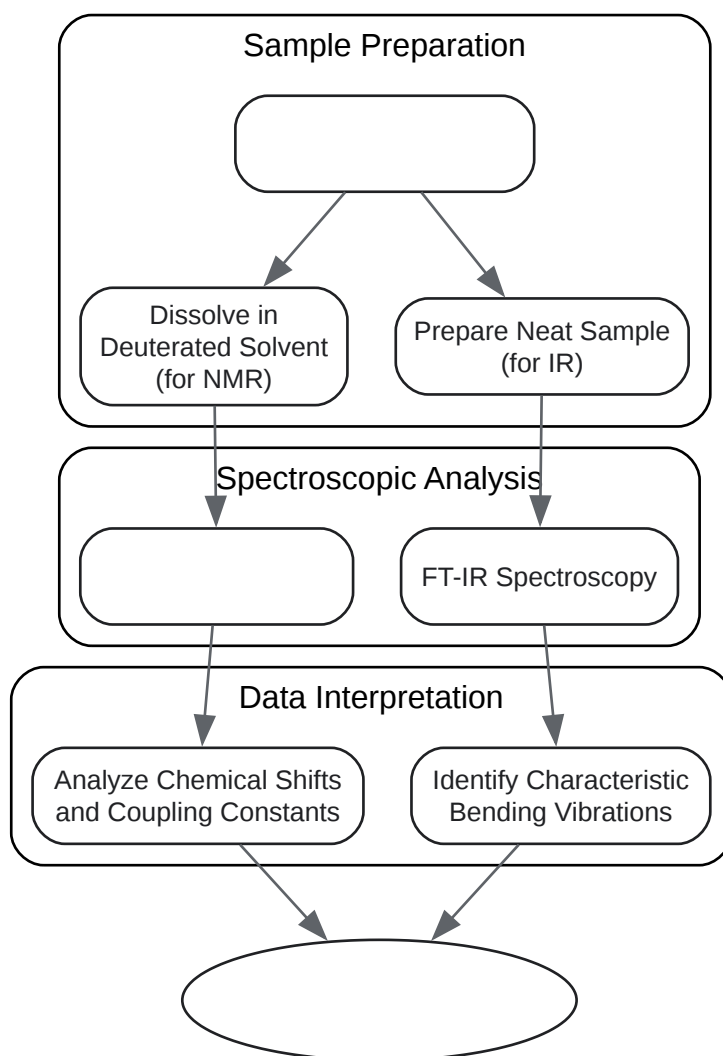 Sample Preparation
Dissolve in
Deuterated Solvent
(for NMR)
Prepare Neat Sample
(for IR)
Spectroscopic Analysis
FT-IR Spectroscopy
Data Interpretation
Analyze Chemical Shifts
and Coupling Constants
Identify Characteristic
Bending Vibrations